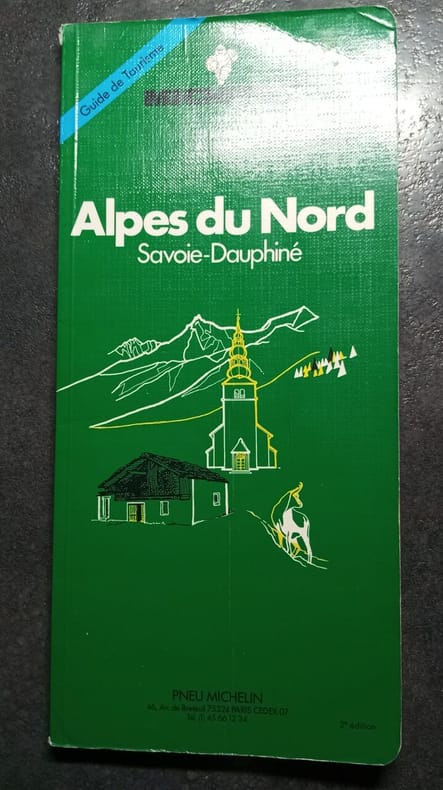 Guide de Tourisme
Alpes du Nord
Savoie-Dauphiné
PNEU MICHELIN
46, Av. de Breteuil 75324 PARIS CEDEX 07
Tél. (1) 45 66 12 34
2e édition